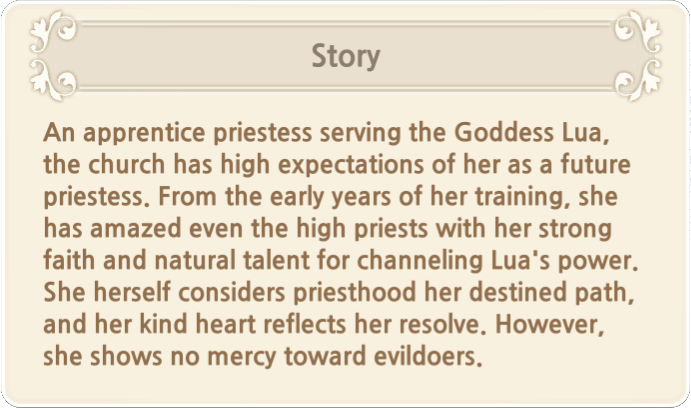 Story
An apprentice priestess serving the Goddess Lua,
the church has high expectations of her as a future
priestess. From the early years of her training, she
has amazed even the high priests with her strong
faith and natural talent for channeling Lua's power.
She herself considers priesthood her destined path,
and her kind heart reflects her resolve. However,
she shows no mercy toward evildoers.